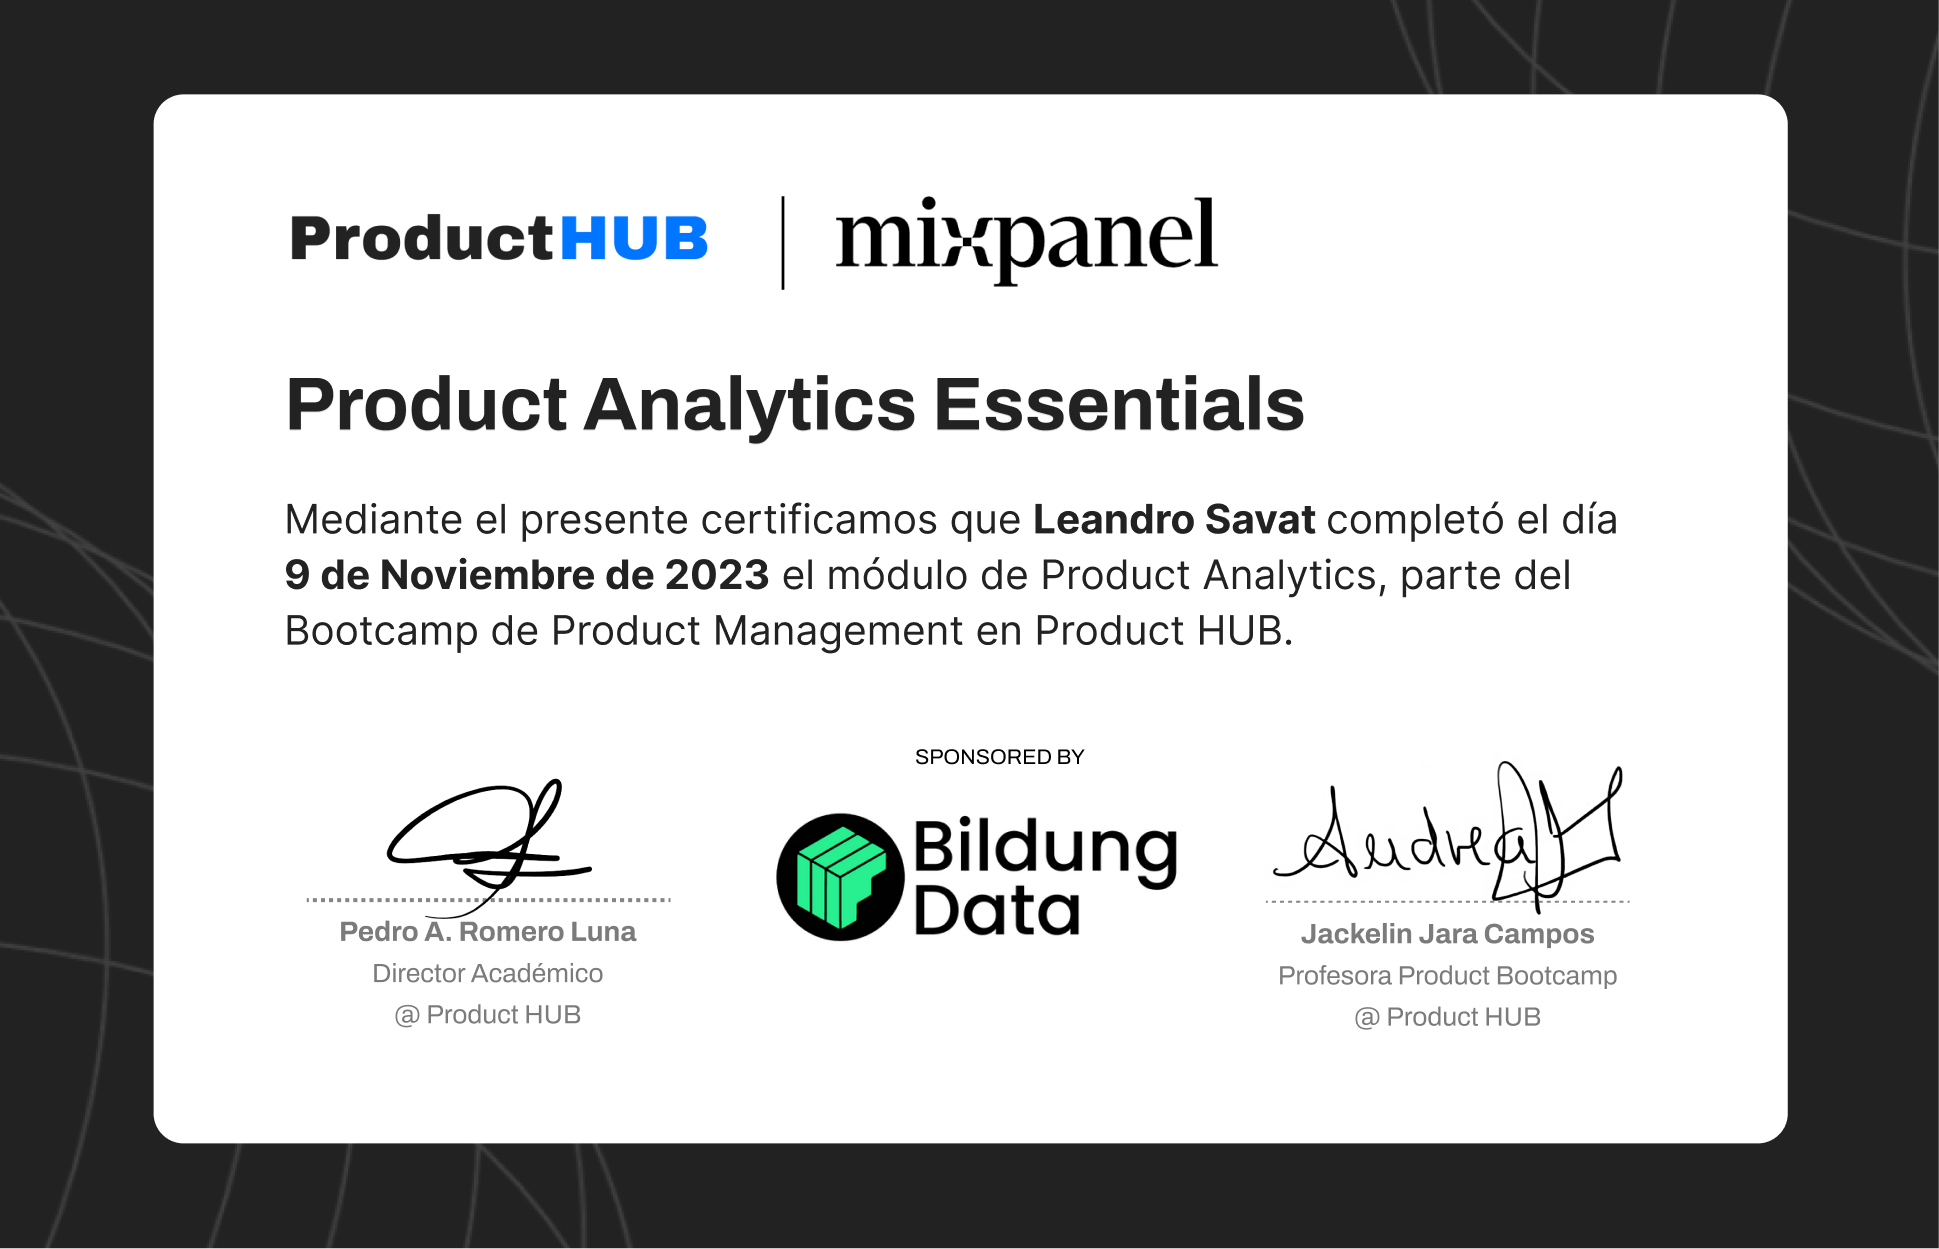 ProductHUB | mixpanel
Product Analytics Essentials
Mediante el presente certificamos que Leandro Savat completó el día
9 de Noviembre de 2023 el módulo de Product Analytics, parte del
Bootcamp de Product Management en Product HUB.
SPONSORED BY
Bildung
Data
Pedro A. Romero Luna
Director Académico
@ Product HUB
Andrea
Jackelin Jara Campos
Profesora Product Bootcamp
@ Product HUB